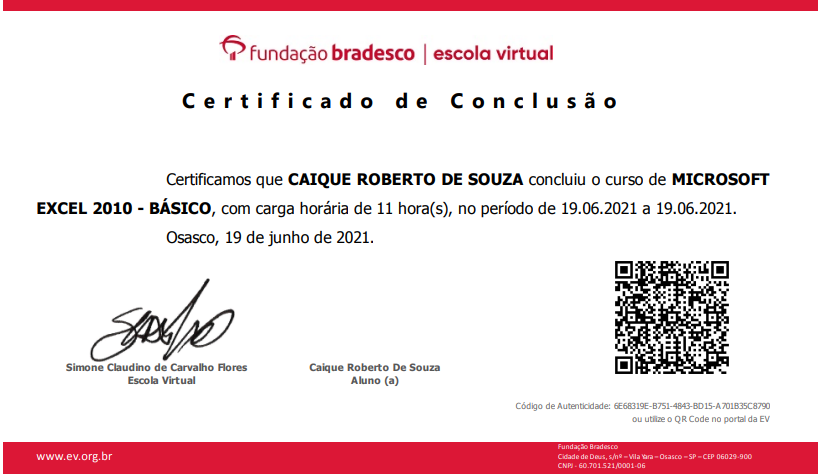 fundação bradesco | escola virtual
Certificado de Conclusão
Certificamos que CAIQUE ROBERTO DE SOUZA concluiu o curso de MICROSOFT
EXCEL 2010 - BÁSICO, com carga horária de 11 hora(s), no período de 19.06.2021 a 19.06.2021.
Osasco, 19 de junho de 2021.
Simone Claudino de Carvalho Flores
Escola Virtual
Caique Roberto De Souza
Aluno (a)
Código de Autenticidade: 6E68319E-B751-4843-BD15-A701B35C8790
ou utilize o QR Code no portal da EV
www.ev.org.br
Fundação Bradesco
Cidade de Deus, s/nº – Vila Yara – Osasco – SP – CEP 06029-900
CNPJ - 60.701.521/0001-06